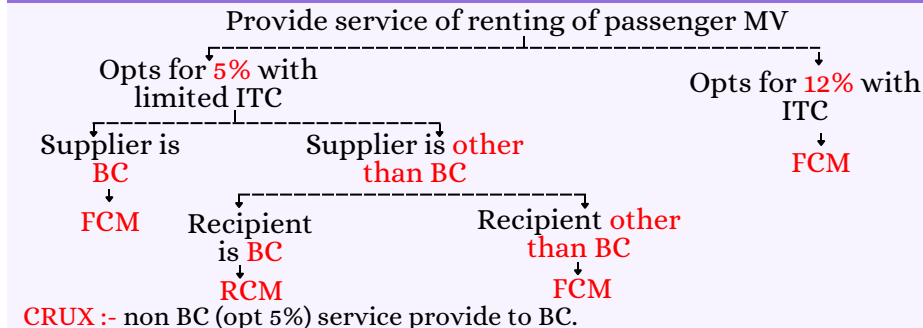 Provide service of renting of passenger MV
Opts for 5% with
limited ITC
Opts for 12% with
ITC
FCM
Supplier is
BC
FCM
Supplier is other
than BC
Recipient
is BC
RCM
Recipient other
than BC
FCM
CRUX :- non BC (opt 5%) service provide to BC.